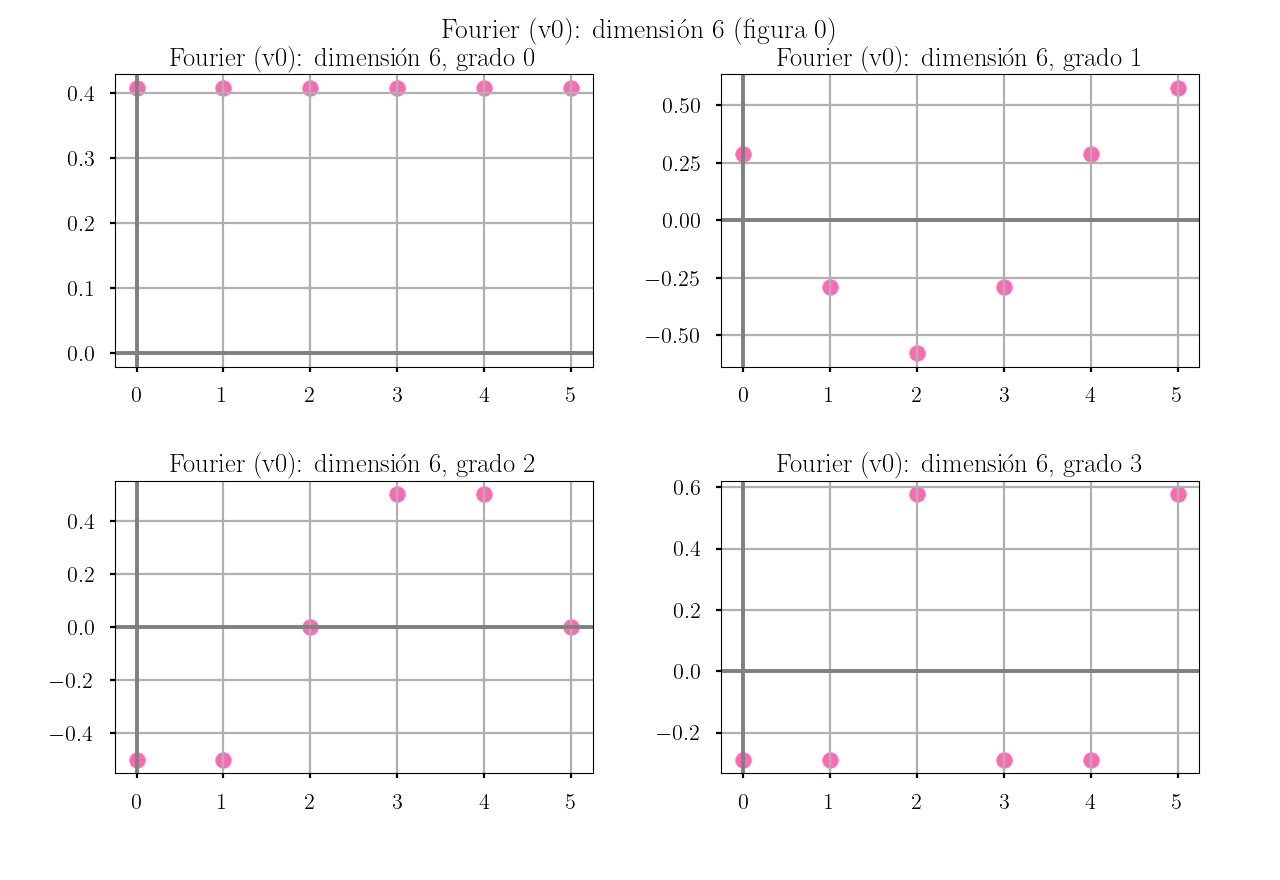 Fourier (v0): dimensión 6 (figura 0)
Fourier (v0): dimensión 6, grado 0
0.4
0.3
0.2
0.1
0.0
0 1 2 3 4 5
Fourier (v0): dimensión 6, grado 1
0.50
0.25
0.00
−0.25
−0.50
0 1 2 3 4 5
Fourier (v0): dimensión 6, grado 2
0.4
0.2
0.0
−0.2
−0.4
0 1 2 3 4 5
Fourier (v0): dimensión 6, grado 3
0.6
0.4
0.2
0.0
−0.2
0 1 2 3 4 5